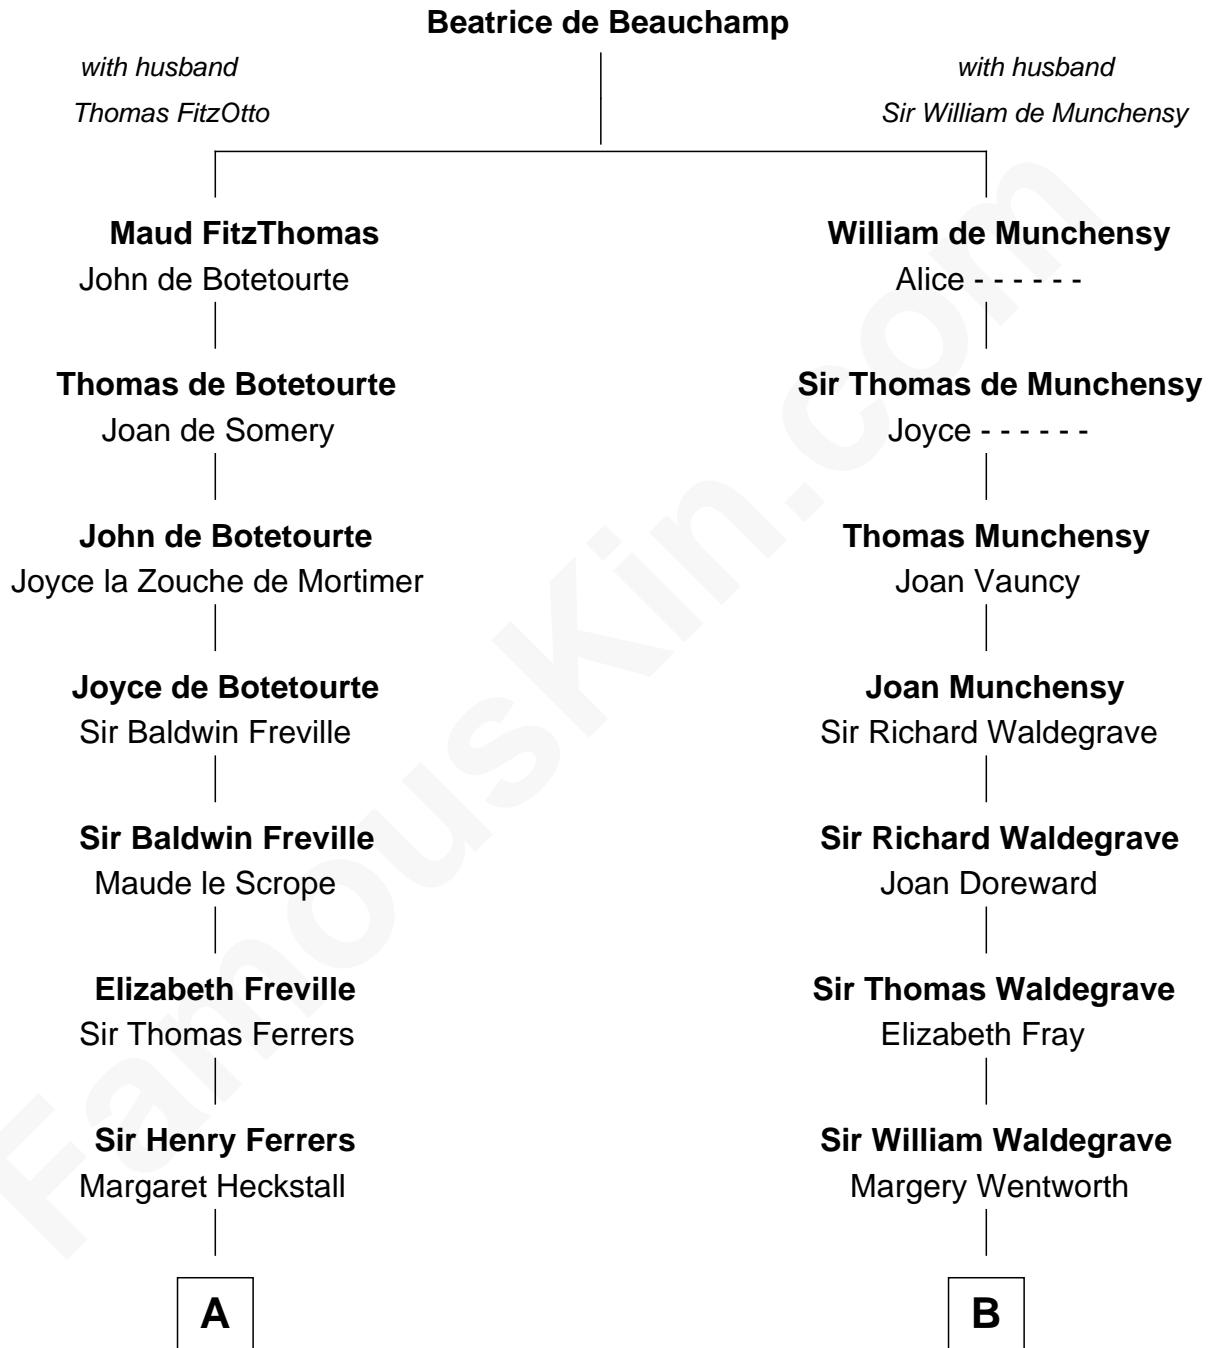 Beatrice de Beauchamp
with husband
Thomas FitzOtto
with husband
Sir William de Munchensy
Maud FitzThomas
John de Botetourte
William de Munchensy
Alice - - - - - -
Thomas de Botetourte
Joan de Somery
Sir Thomas de Munchensy
Joyce - - - - - -
John de Botetourte
Joyce la Zouche de Mortimer
Thomas Munchensy
Joan Vauncy
Joyce de Botetourte
Sir Baldwin Freville
Joan Munchensy
Sir Richard Waldegrave
Sir Baldwin Freville
Maude le Scrope
Sir Richard Waldegrave
Joan Doreward
Elizabeth Freville
Sir Thomas Ferrers
Sir Thomas Waldegrave
Elizabeth Fray
Sir Henry Ferrers
Margaret Heckstall
Sir William Waldegrave
Margery Wentworth
A
B
FamousKin.com